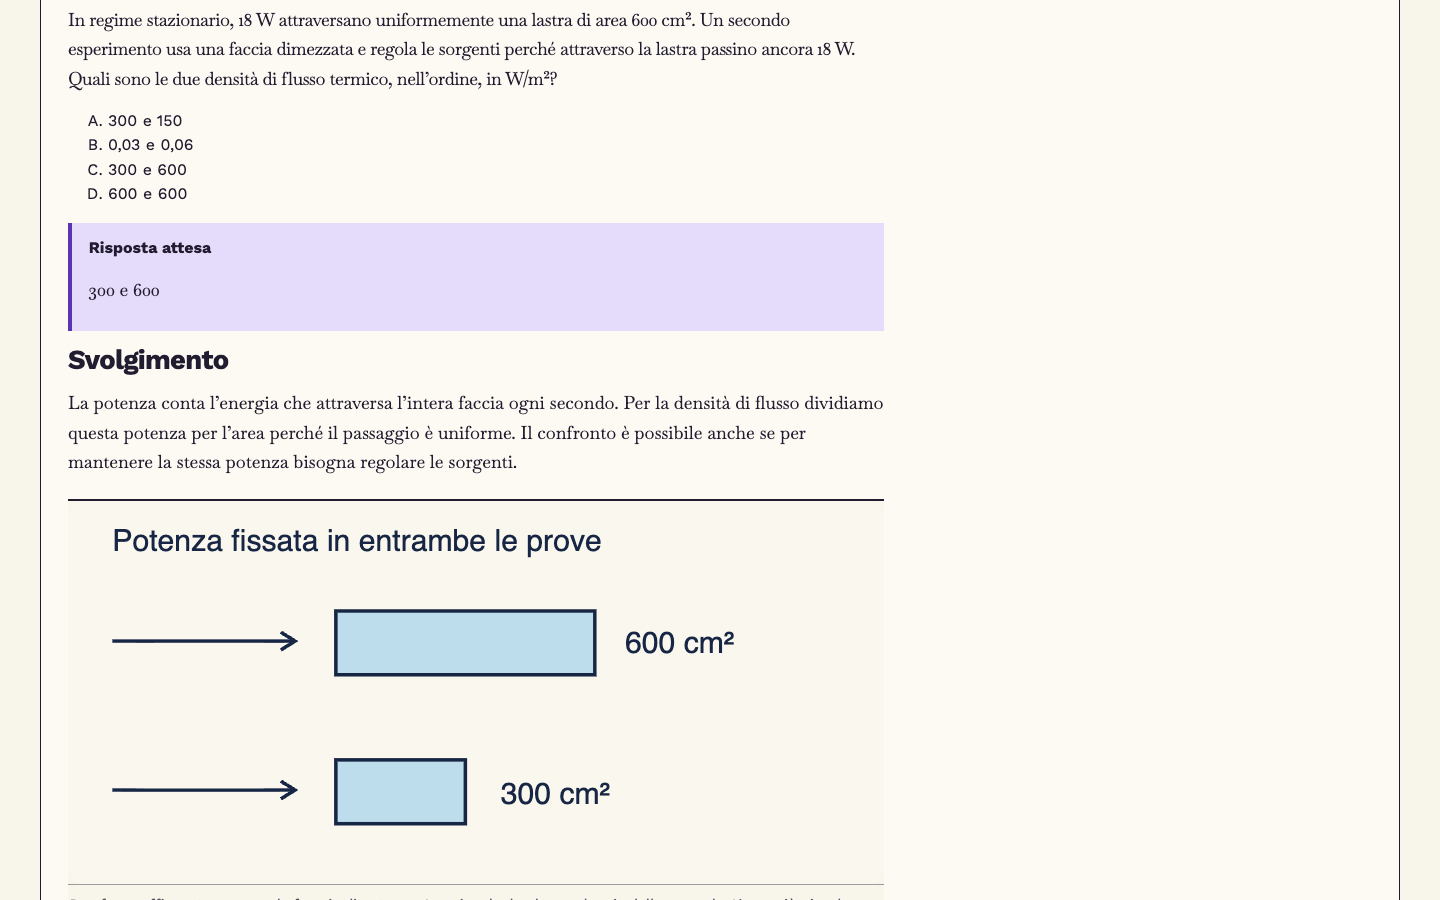 In regime stazionario, 18 W attraversano uniformemente una lastra di area 600 cm². Un secondo
esperimento usa una faccia dimezzata e regola le sorgenti perché attraverso la lastra passino ancora 18 W.
Quali sono le due densità di flusso termico, nell’ordine, in W/m²?
A. 300 e 150
B. 0,03 e 0,06
C. 300 e 600
D. 600 e 600
Risposta attesa
300 e 600
Svolgimento
La potenza conta l’energia che attraversa l’intera faccia ogni secondo. Per la densità di flusso dividiamo
questa potenza per l’area perché il passaggio è uniforme. Il confronto è possibile anche se per
mantenere la stessa potenza bisogna regolare le sorgenti.
Potenza fissata in entrambe le prove
600 cm²
300 cm²